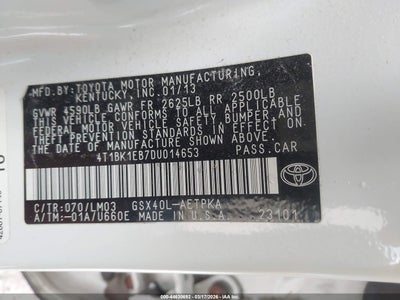 MFD. BY:
TOYOTA MOTOR MANUFACTURING,
KENTUCKY, INC. 01/13
GVWR 4590LB GAWR FR 2625LB RR 2500LB
THIS VEHICLE CONFORMS TO ALL APPLICABLE
FEDERAL MOTOR VEHICLE SAFETY, BUMPER, AND
THEFT PREVENTION STANDARDS IN EFFECT ON
THE DATE OF MANUFACTURE SHOWN ABOVE.
4T1BK1EB7DU014653 PASS.CAR
C/TR:070/LM03 GSX40L-AETPKA
A/TM:-01A/U660E MADE IN U.S.A. 23101
TOYOTA